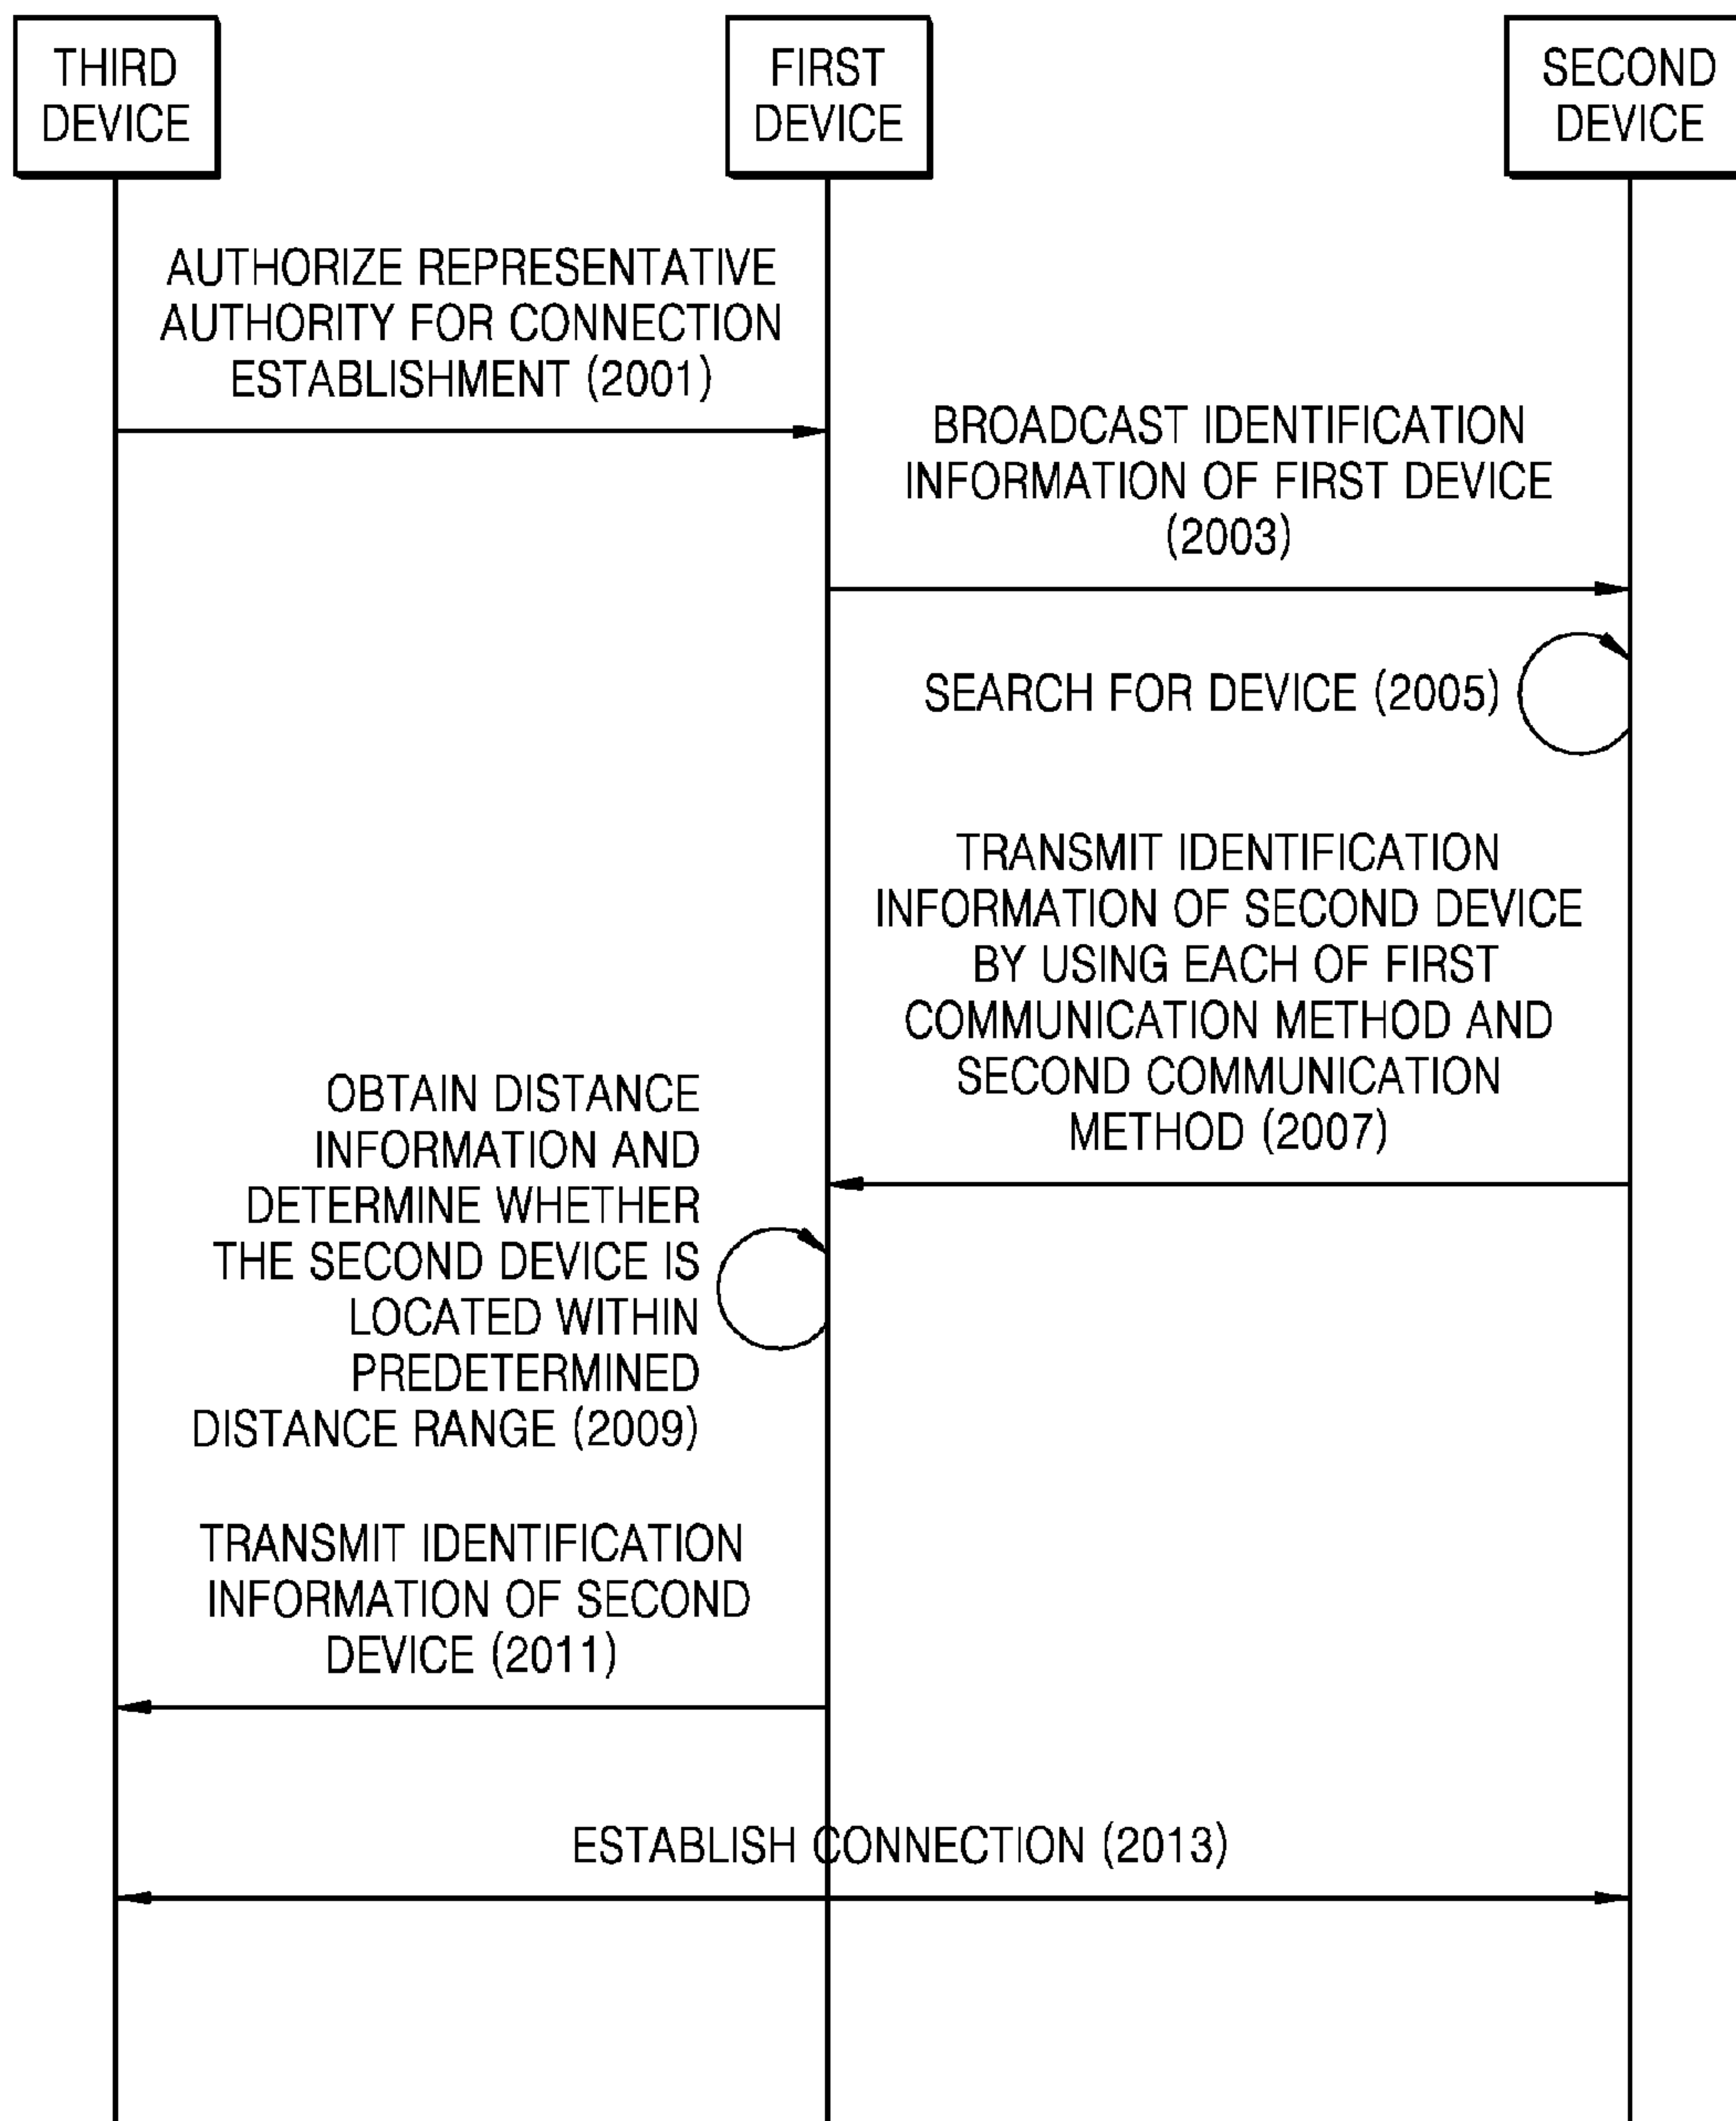 THIRD
DEVICE
FIRST
DEVICE
SECOND
DEVICE
AUTHORIZE REPRESENTATIVE
AUTHORITY FOR CONNECTION
ESTABLISHMENT (2001)
BROADCAST IDENTIFICATION
INFORMATION OF FIRST DEVICE
(2003)
SEARCH FOR DEVICE (2005)
TRANSMIT IDENTIFICATION
INFORMATION OF SECOND DEVICE
BY USING EACH OF FIRST
COMMUNICATION METHOD AND
SECOND COMMUNICATION
METHOD (2007)
OBTAIN DISTANCE
INFORMATION AND
DETERMINE WHETHER
THE SECOND DEVICE IS
LOCATED WITHIN
PREDETERMINED
DISTANCE RANGE (2009)
TRANSMIT IDENTIFICATION
INFORMATION OF SECOND
DEVICE (2011)
ESTABLISH CONNECTION (2013)